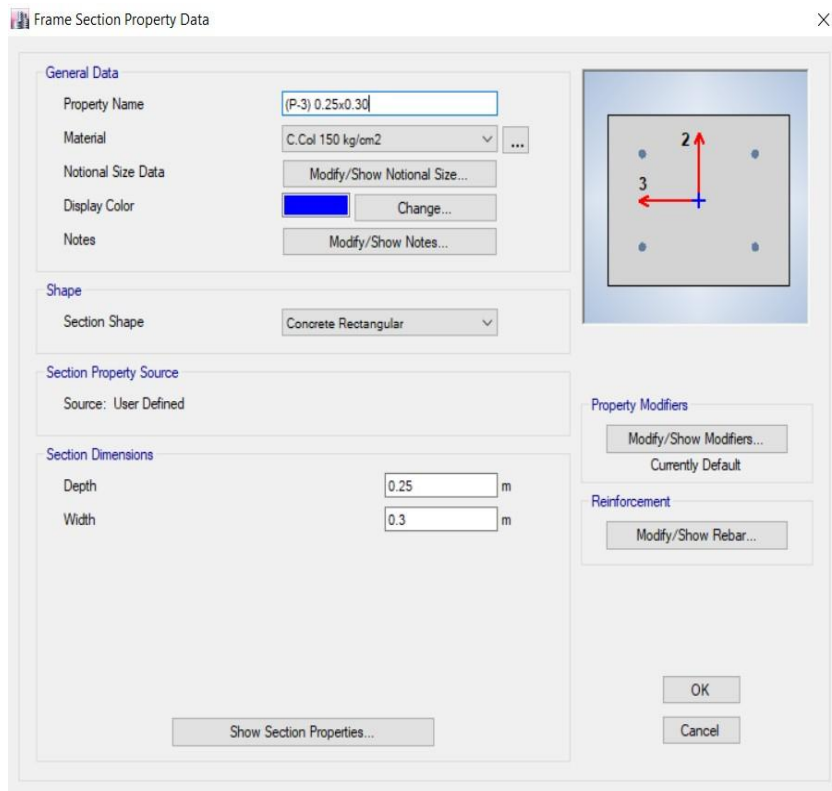 Frame Section Property Data
General Data
Property Name (P-3) 0.25x0.30
Material C.Col 150 kg/cm2 ...
Notional Size Data Modify/Show Notional Size...
Display Color Change...
Notes Modify/Show Notes...
2
3
Shape
Section Shape Concrete Rectangular
Section Property Source
Source: User Defined
Property Modifiers
Modify/Show Modifiers...
Currently Default
Section Dimensions
Depth 0.25 m
Width 0.3 m
Reinforcement
Modify/Show Rebar...
Show Section Properties...
OK
Cancel